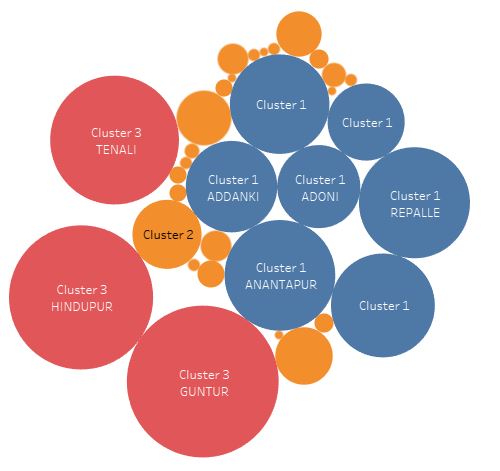 Cluster 1
Cluster 1
Cluster 3
TENALI
Cluster 1
ADDANKI
Cluster 1
ADONI
Cluster 1
REPALLE
Cluster 2
Cluster 1
ANANTAPUR
Cluster 3
HINDUPUR
Cluster 1
Cluster 3
GUNTUR